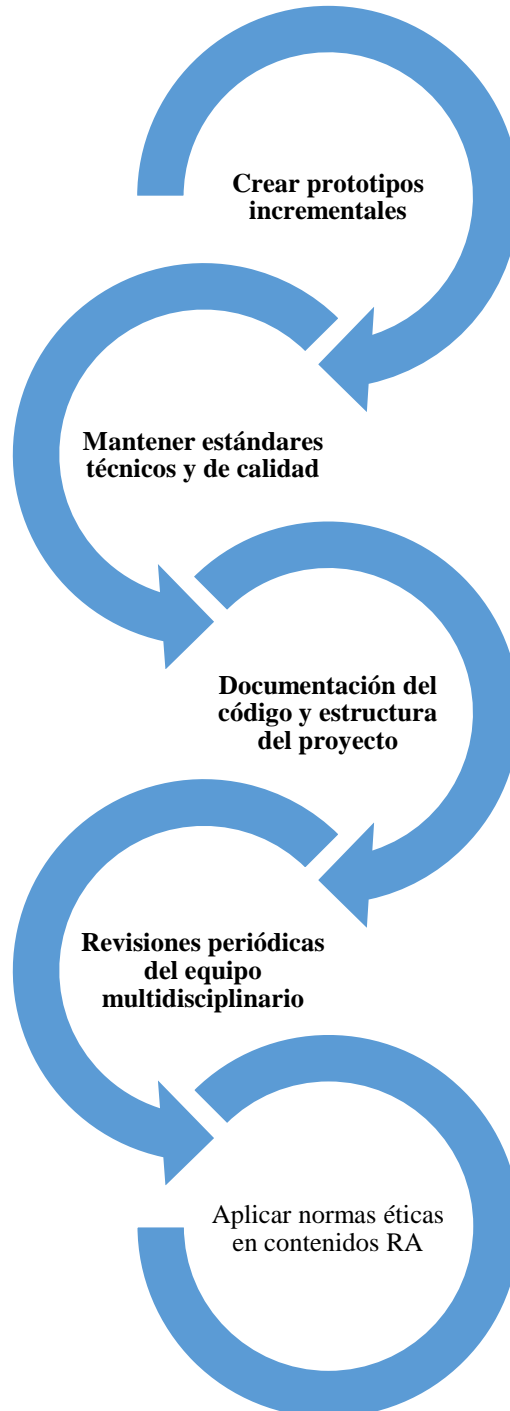 Crear prototipos
incrementales
Mantener estándares
técnicos y de calidad
Documentación del
código y estructura
del proyecto
Revisiones periódicas
del equipo
multidisciplinario
Aplicar normas éticas
en contenidos RA